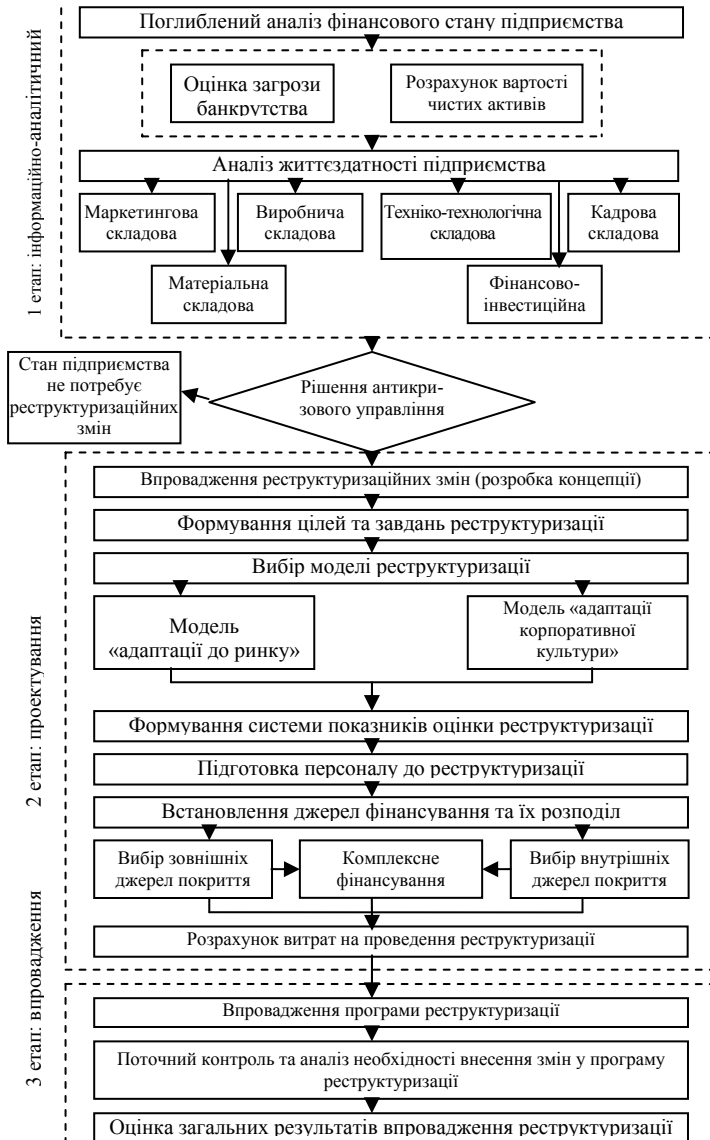 1 етап: інформаційно-аналітичний
Поглиблений аналіз фінансового стану підприємства
Оцінка загрози
банкрутства
Розрахунок вартості
чистих активів
Аналіз життєздатності підприємства
Маркетингова
складова
Виробнича
складова
Техніко-технологічна
складова
Кадрова
складова
Матеріальна
складова
Фінансово-
інвестиційна
Стан підприємства
не потребує
реструктуризаційних
змін
Рішення антикри-
зового управління
2 етап: проектування
Впровадження реструктуризаційних змін (розробка концепції)
Формування цілей та завдань реструктуризації
Вибір моделі реструктуризації
Модель
«адаптації до ринку»
Модель «адаптації
корпоративної
культури»
Формування системи показників оцінки реструктуризації
Підготовка персоналу до реструктуризації
Встановлення джерел фінансування та їх розподіл
Вибір зовнішніх
джерел покриття
Комплексне
фінансування
Вибір внутрішніх
джерел покриття
Розрахунок витрат на проведення реструктуризації
3 етап: впровадження
Впровадження програми реструктуризації
Поточний контроль та аналіз необхідності внесення змін у програму
реструктуризації
Оцінка загальних результатів впровадження реструктуризації